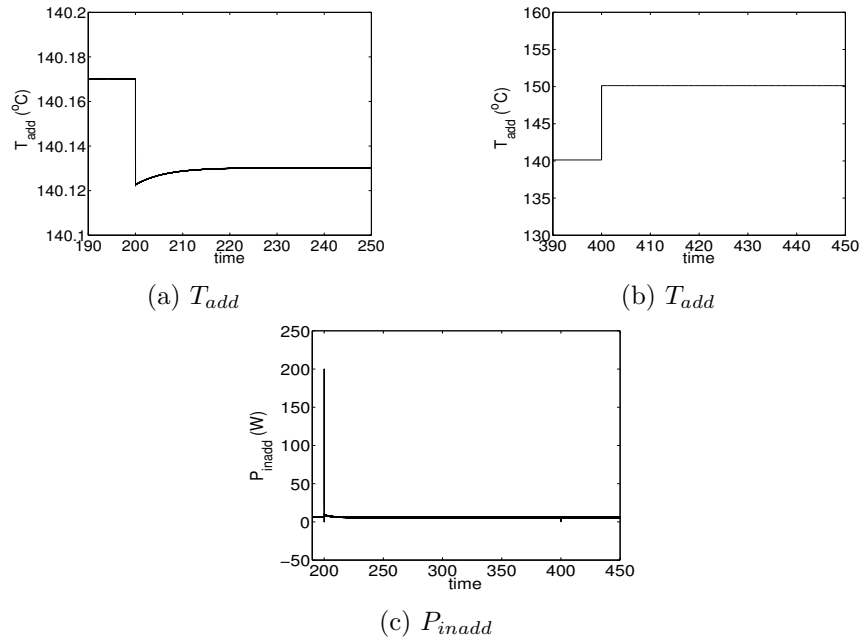 140.2
140.18
140.16
140.14
140.12
140.1
T_add (°C)
190 200 210 220 230 240 250
time
(a) T_add
160
155
150
145
140
135
130
T_add (°C)
390 400 410 420 430 440 450
time
(b) T_add
250
200
150
100
50
0
−50
P_inadd (W)
200 250 300 350 400 450
time
(c) P_inadd